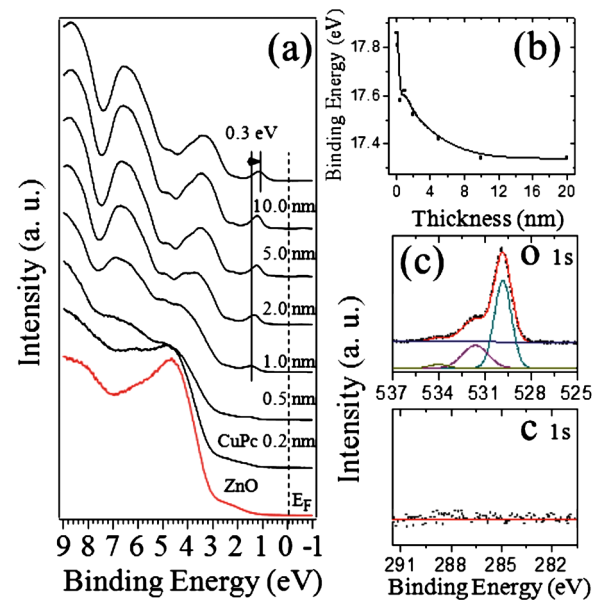 (a)
0.3 eV
10.0 nm
5.0 nm
2.0 nm
1.0 nm
0.5 nm
CuPc 0.2 nm
ZnO
E_F
Intensity (a. u.)
9 8 7 6 5 4 3 2 1 0 -1
Binding Energy (eV)
(b)
Binding Energy (eV)
17.8
17.6
17.4
0 4 8 12 16 20
Thickness (nm)
(c)
O 1s
537 534 531 528 525
Intensity (a. u.)
C 1s
291 288 285 282
Binding Energy (eV)